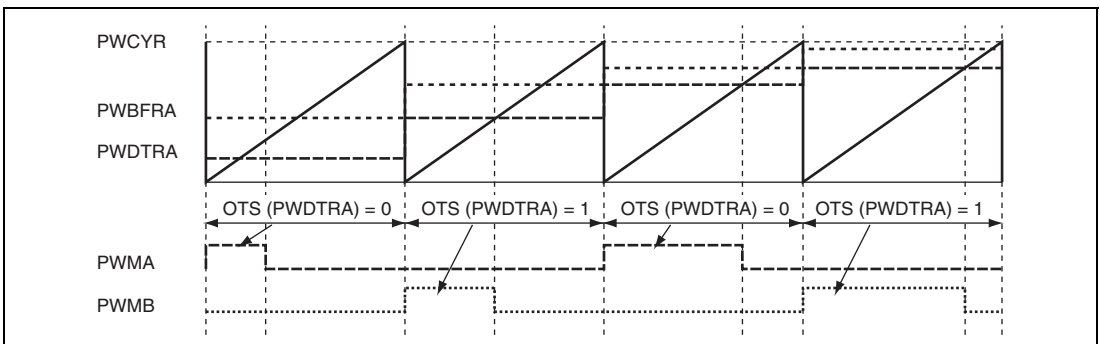 PWCYR
PWBFRA
PWDTRA
OTS (PWDTRA) = 0 OTS (PWDTRA) = 1 OTS (PWDTRA) = 0 OTS (PWDTRA) = 1
PWMA
PWMB